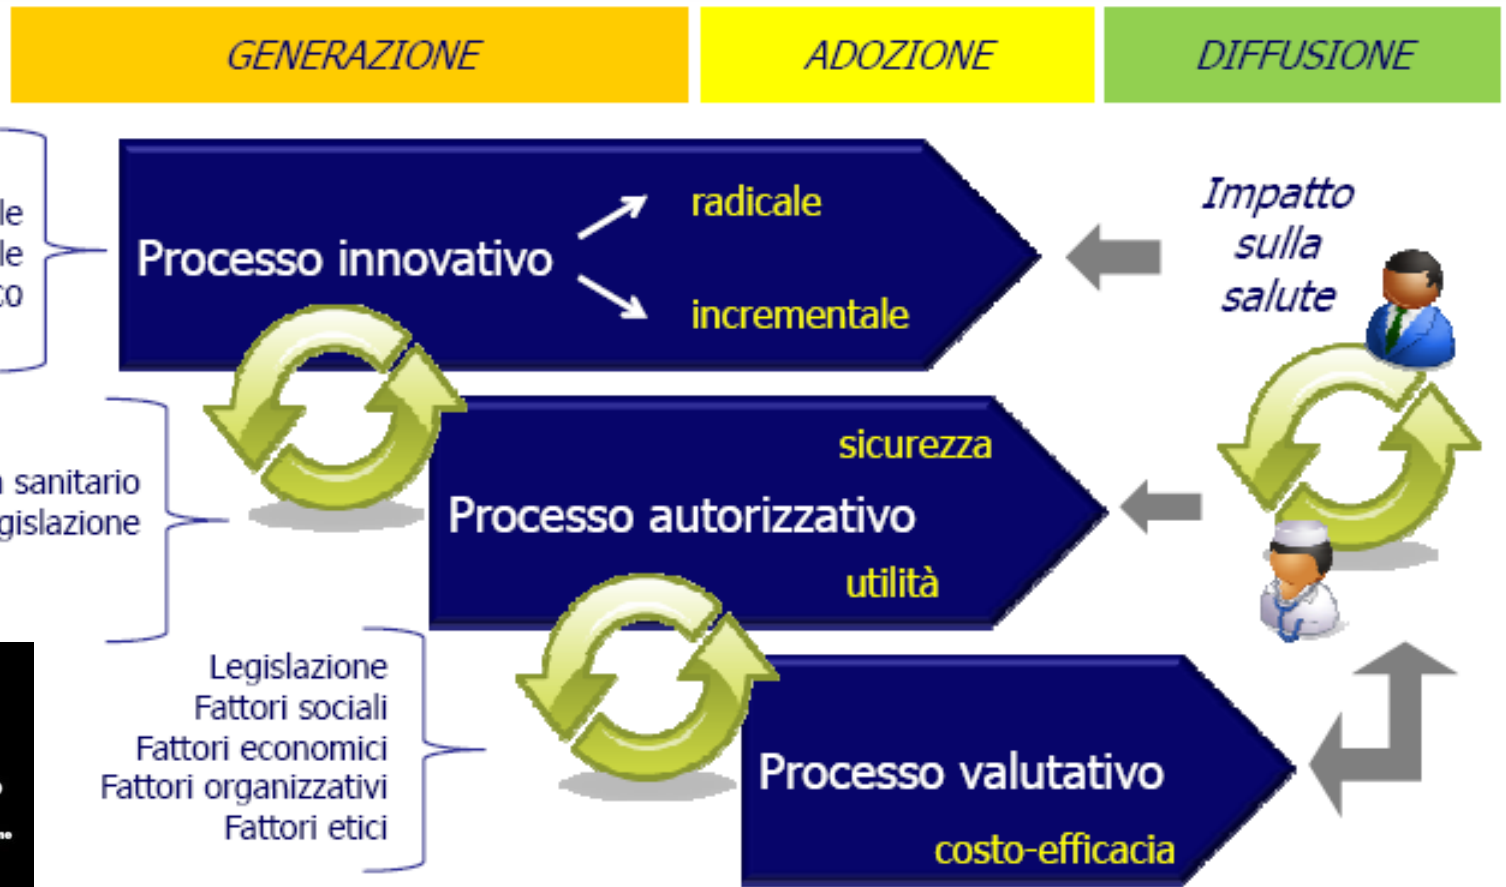 GENERAZIONE
ADOZIONE
DIFFUSIONE
Processo innovativo
radicale
incrementale
Impatto
sulla
salute
sanitario
Processo autorizzativo
sicurezza
utilità
Legislazione
Fattori sociali
Fattori economici
Fattori organizzativi
Fattori etici
Processo valutativo
costo-efficacia